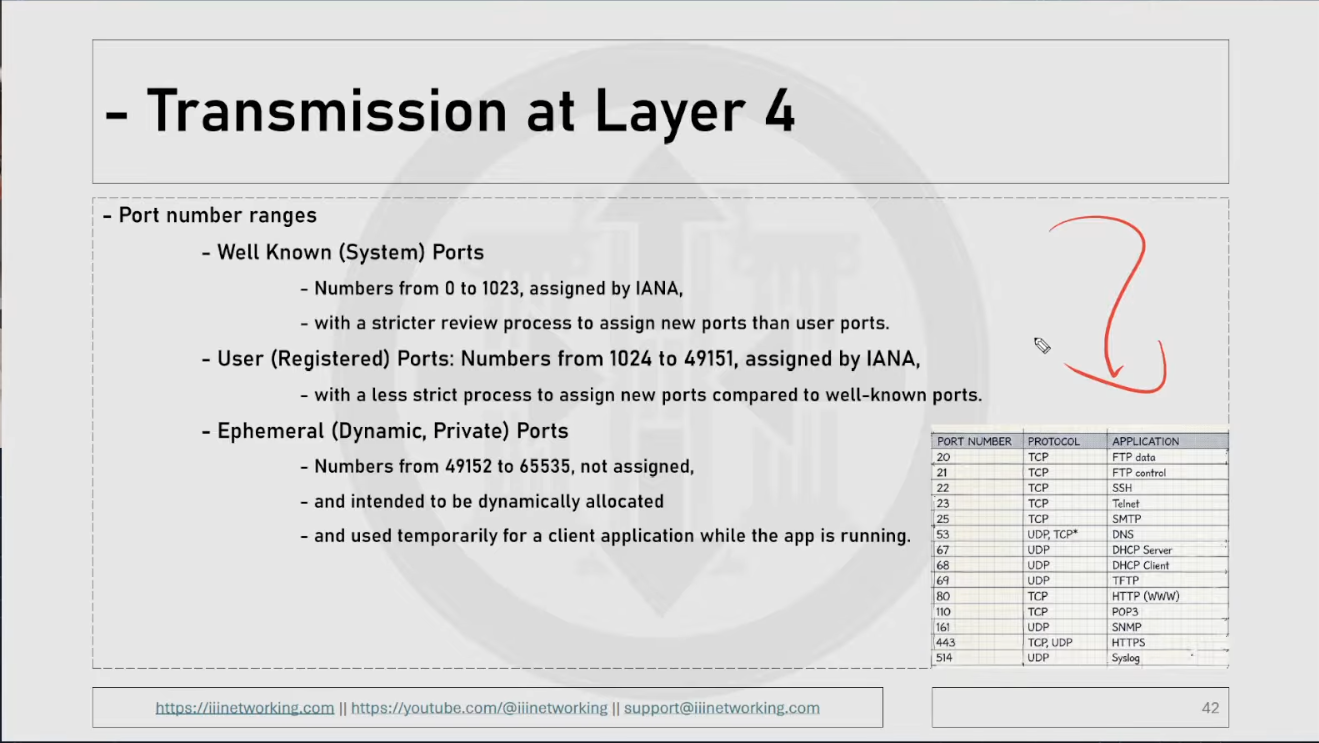 - Transmission at Layer 4
- Port number ranges
- Well Known (System) Ports
- Numbers from 0 to 1023, assigned by IANA,
- with a stricter review process to assign new ports than user ports.
- User (Registered) Ports: Numbers from 1024 to 49151, assigned by IANA,
- with a less strict process to assign new ports compared to well-known ports.
- Ephemeral (Dynamic, Private) Ports
- Numbers from 49152 to 65535, not assigned,
- and intended to be dynamically allocated
- and used temporarily for a client application while the app is running.
PORT NUMBER PROTOCOL APPLICATION
20 TCP FTP data
21 TCP FTP control
22 TCP SSH
23 TCP Telnet
25 TCP SMTP
53 UDP, TCP* DNS
67 UDP DHCP Server
68 UDP DHCP Client
69 UDP TFTP
80 TCP HTTP (WWW)
110 TCP POP3
161 UDP SNMP
443 TCP, UDP HTTPS
514 UDP Syslog
https://iiinetworking.com || https://youtube.com/@iiinetworking || support@iiinetworking.com
42